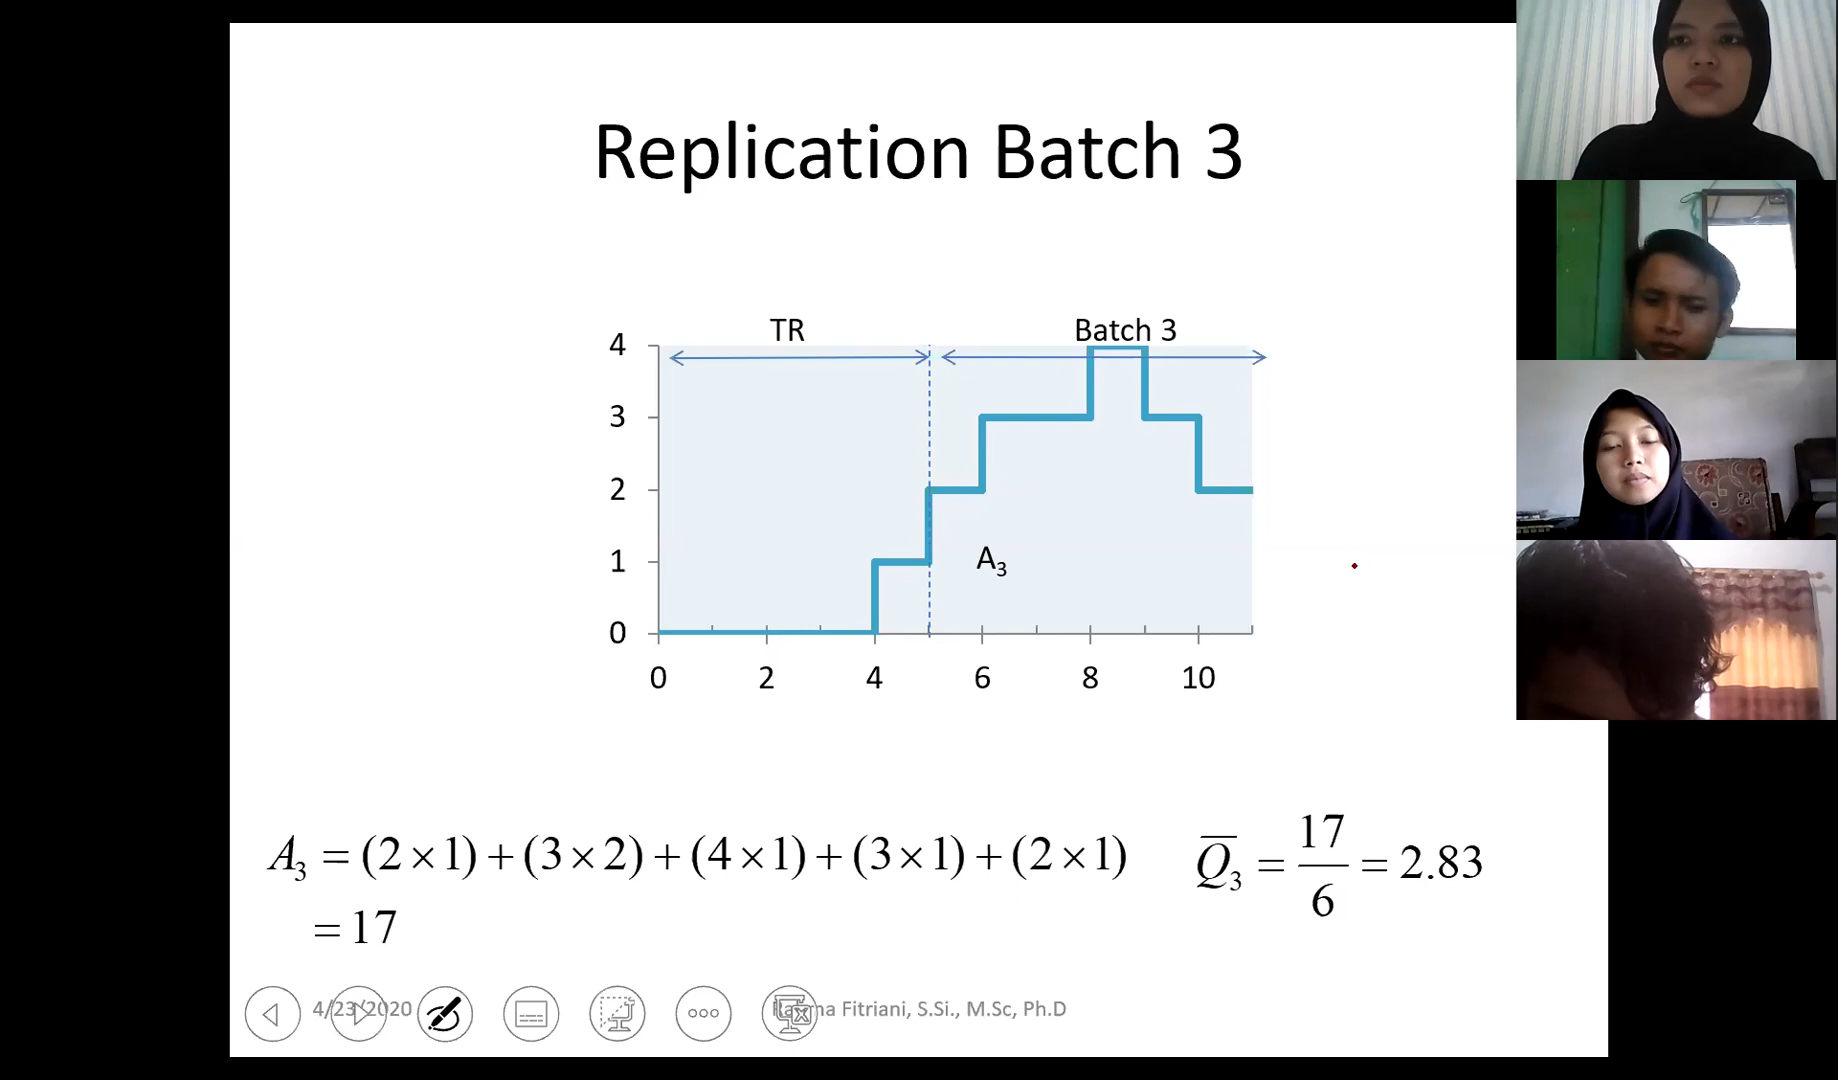 Replication Batch 3
TR
Batch 3
4
3
2
1
0
A₃
0 2 4 6 8 10
A₃ = (2 × 1) + (3 × 2) + (4 × 1) + (3 × 1) + (2 × 1)
= 17
Q̅₃ = 17/6 = 2.83
4/23/2020
Fitriani, S.Si., M.Sc, Ph.D